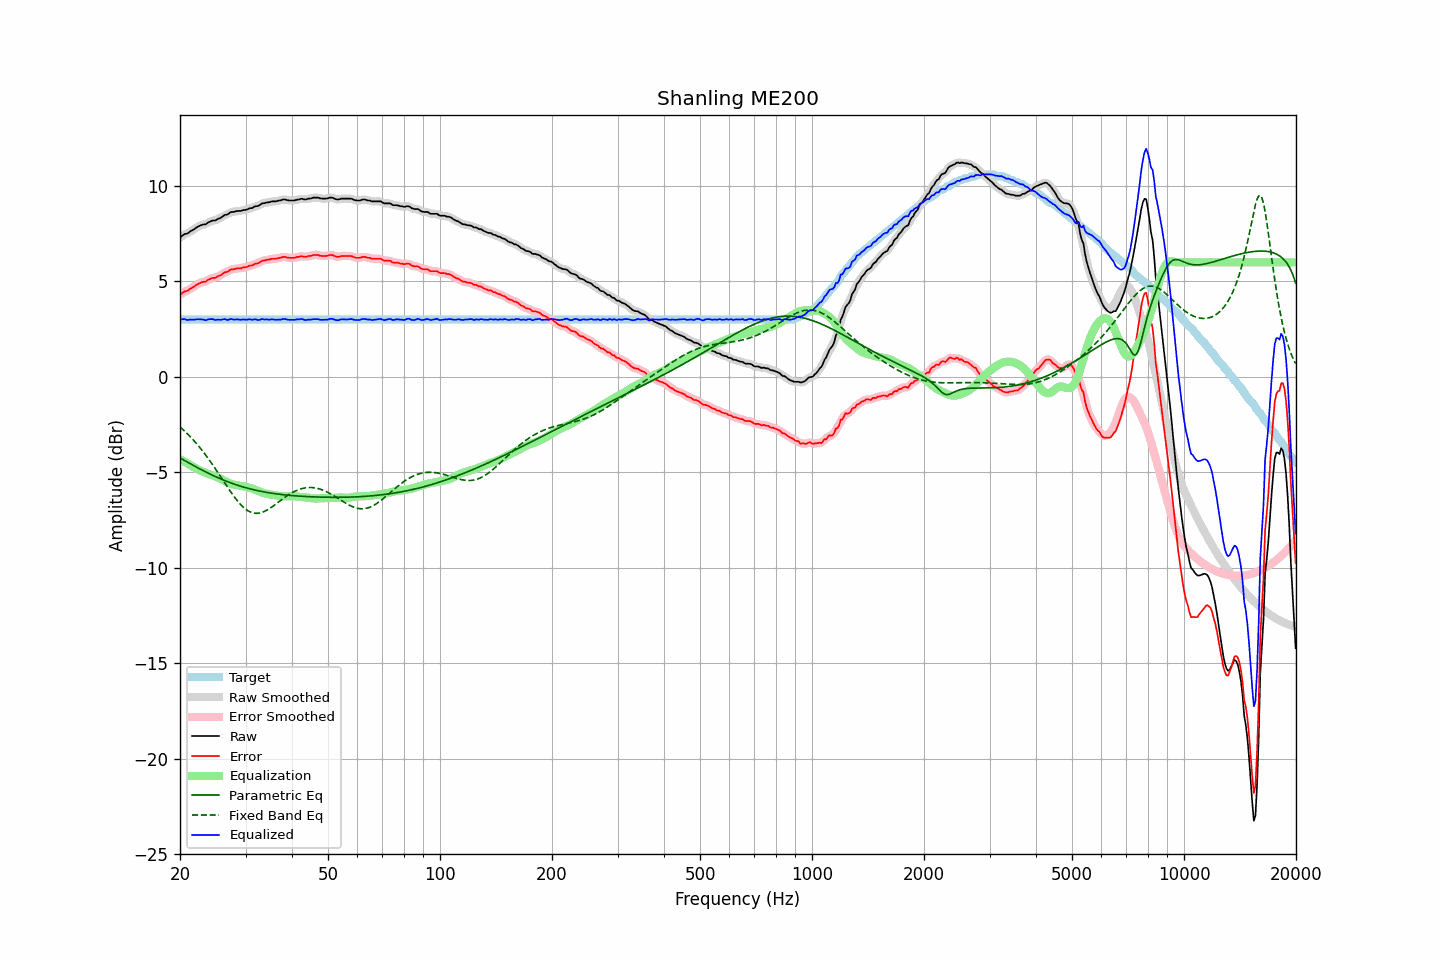 Shanling ME200
Amplitude (dBr)
10
5
0
−5
−10
−15
−20
−25
Target
Raw Smoothed
Error Smoothed
Raw
Error
Equalization
Parametric Eq
Fixed Band Eq
Equalized
20 50 100 200 500 1000 2000 5000 10000 20000
Frequency (Hz)